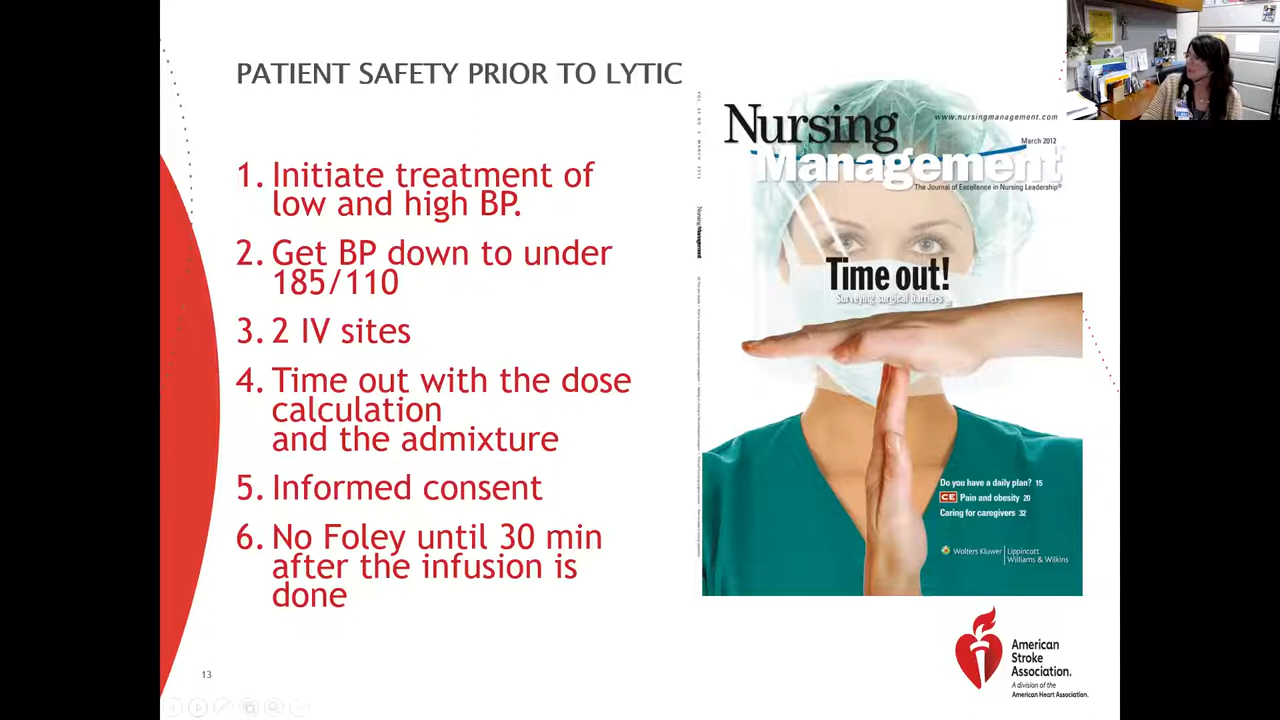 PATIENT SAFETY PRIOR TO LYTIC
1. Initiate treatment of
low and high BP.
2. Get BP down to under
185/110
3. 2 IV sites
4. Time out with the dose
calculation
and the admixture
5. Informed consent
6. No Foley until 30 min
after the infusion is
done
13
Nursing
www.nursingmanagement.com
March 2012
Management
The Journal of Excellence in Nursing Leadership®
Time out!
Surveying surgical barriers
Do you have a daily plan? 15
CE Pain and obesity 20
Caring for caregivers 32
Wolters Kluwer
Lippincott
Williams & Wilkins
American
Stroke
Association.
A division of the
American Heart Association.